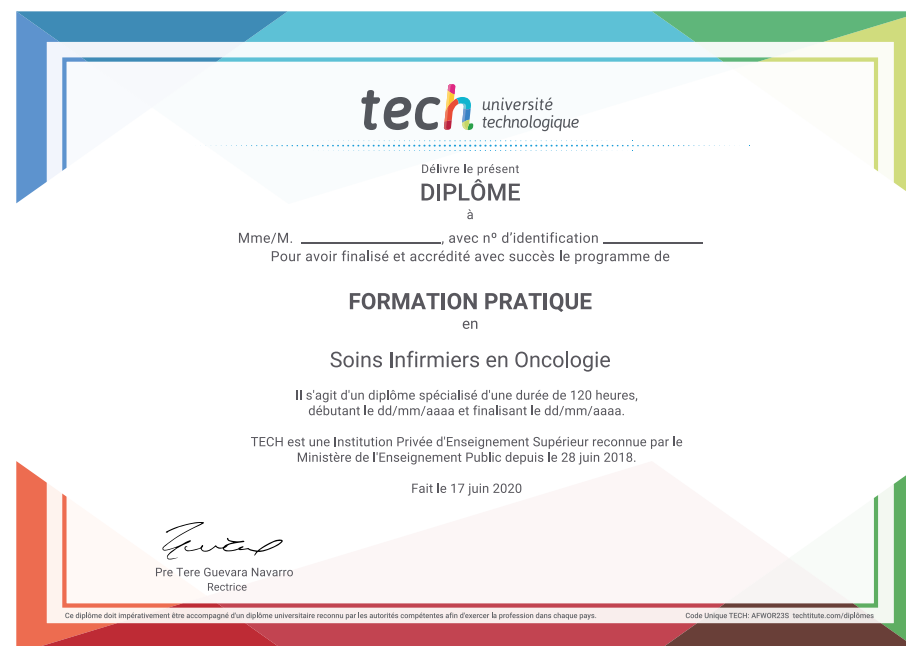 tech université
technologique
Délivre le présent
DIPLÔME
à
Mme/M. ____________________, avec nº d'identification ______________
Pour avoir finalisé et accrédité avec succès le programme de
FORMATION PRATIQUE
en
Soins Infirmiers en Oncologie
Il s'agit d'un diplôme spécialisé d'une durée de 120 heures,
débutant le dd/mm/aaaa et finalisant le dd/mm/aaaa.
TECH est une Institution Privée d'Enseignement Supérieur reconnue par le
Ministère de l'Enseignement Public depuis le 28 juin 2018.
Fait le 17 juin 2020
Pre Tere Guevara Navarro
Rectrice
Ce diplôme doit impérativement être accompagné d'un diplôme universitaire reconnu par les autorités compétentes afin d'exercer la profession dans chaque pays.
Code Unique TECH: AFWOR23S techtitute.com/diplômes